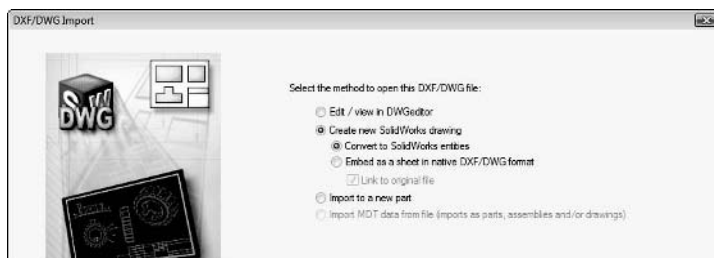 DXF/DWG Import
SW
DWG
Select the method to open this DXF/DWG file:
Edit / view in DWGeditor
Create new SolidWorks drawing
Convert to SolidWorks entities
Embed as a sheet in native DXF/DWG format
Link to original file
Import to a new part
Import MDT data from file (imports as parts, assemblies and/or drawings)